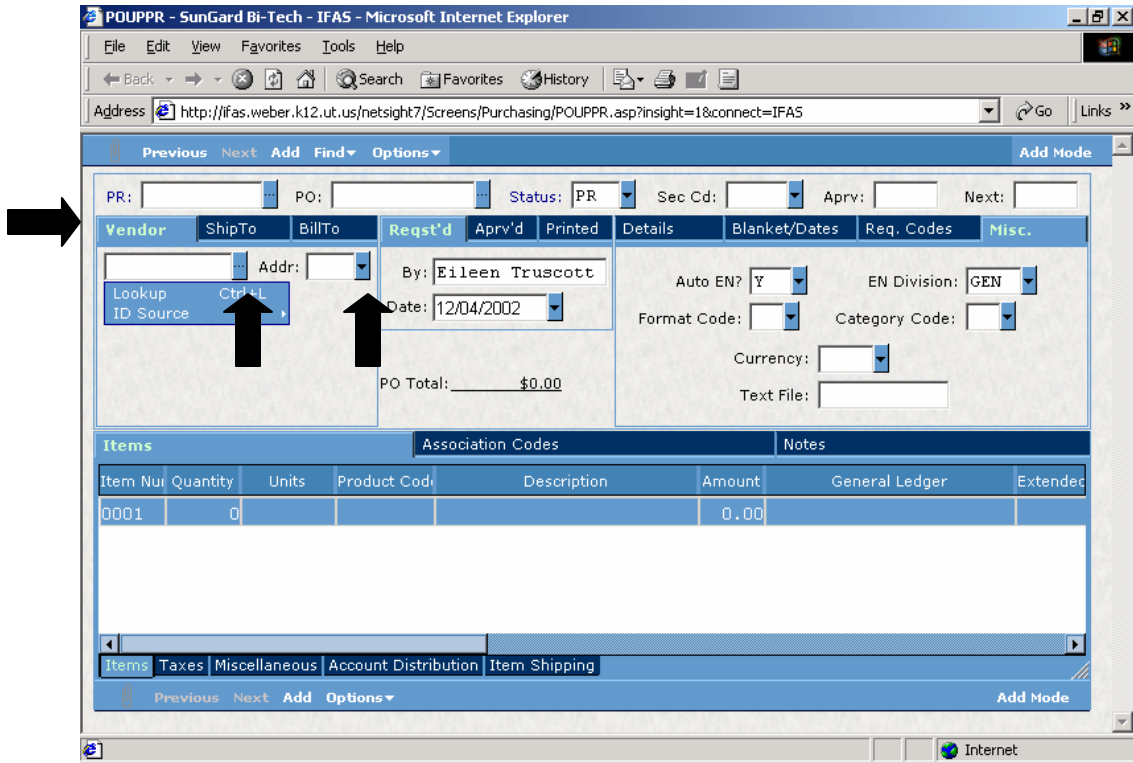 POUPPR - SunGard Bi-Tech - IFAS - Microsoft Internet Explorer
File Edit View Favorites Tools Help
Back Search Favorites History
Address http://ifas.weber.k12.ut.us/netsight7/Screens/Purchasing/POUPPR.asp?insight=1&connect=IFAS Go Links »
Previous Next Add Find Options Add Mode
PR: PO: Status: PR Sec Cd: Aprv: Next:
Vendor ShipTo BillTo Reqst'd Aprv'd Printed Details Blanket/Dates Req. Codes Misc.
Addr: By: Eileen Truscott Auto EN? Y EN Division: GEN
Lookup Ctrl+L
ID Source Date: 12/04/2002 Format Code: Category Code:
Currency:
PO Total: $0.00 Text File:
Items Association Codes Notes
Item Nu Quantity Units Product Cod Description Amount General Ledger Extended
0001 0 0.00
Items Taxes Miscellaneous Account Distribution Item Shipping
Previous Next Add Options Add Mode
Internet